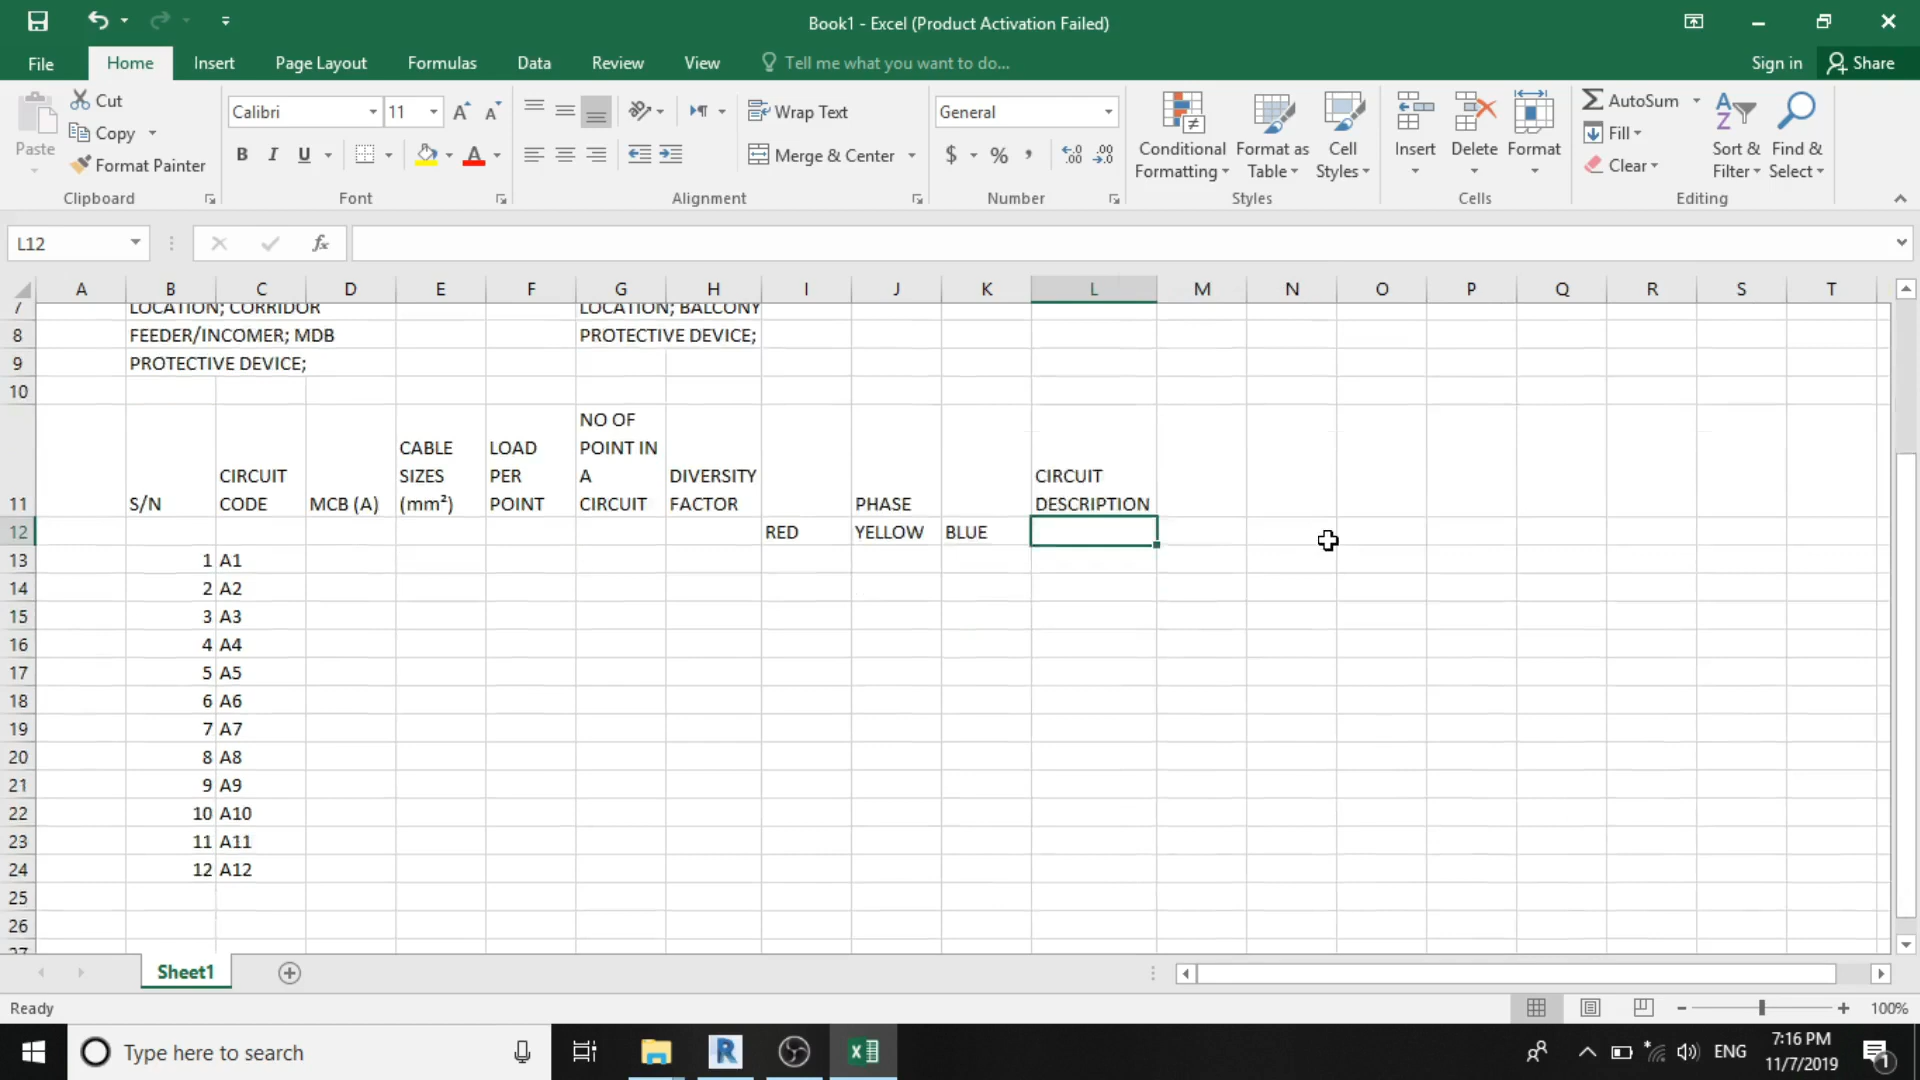 Book1 - Excel (Product Activation Failed)
File Home Insert Page Layout Formulas Data Review View Tell me what you want to do... Sign in Share
Cut
Copy
Format Painter
Paste
Clipboard
Calibri 11
B I U
Font
Wrap Text
Merge & Center
Alignment
General
$ % ,
Number
Conditional Formatting
Format as Table
Cell Styles
Styles
Insert
Delete
Format
Cells
AutoSum
Fill
Clear
Sort & Filter
Find & Select
Editing
L12 fx
A B C D E F G H I J K L M N O P Q R S T
7 LOCATION; CORRIDOR LOCATION; BALCONY
8 FEEDER/INCOMER; MDB PROTECTIVE DEVICE;
9 PROTECTIVE DEVICE;
10
11 S/N
CIRCUIT
CODE
MCB (A)
CABLE
SIZES
(mm²)
LOAD
PER
POINT
NO OF
POINT IN
A
CIRCUIT
DIVERSITY
FACTOR
PHASE
CIRCUIT
DESCRIPTION
12 RED YELLOW BLUE
13 1 A1
14 2 A2
15 3 A3
16 4 A4
17 5 A5
18 6 A6
19 7 A7
20 8 A8
21 9 A9
22 10 A10
23 11 A11
24 12 A12
25
26
27
Sheet1
Ready 100%
Type here to search
ENG
7:16 PM
11/7/2019
1